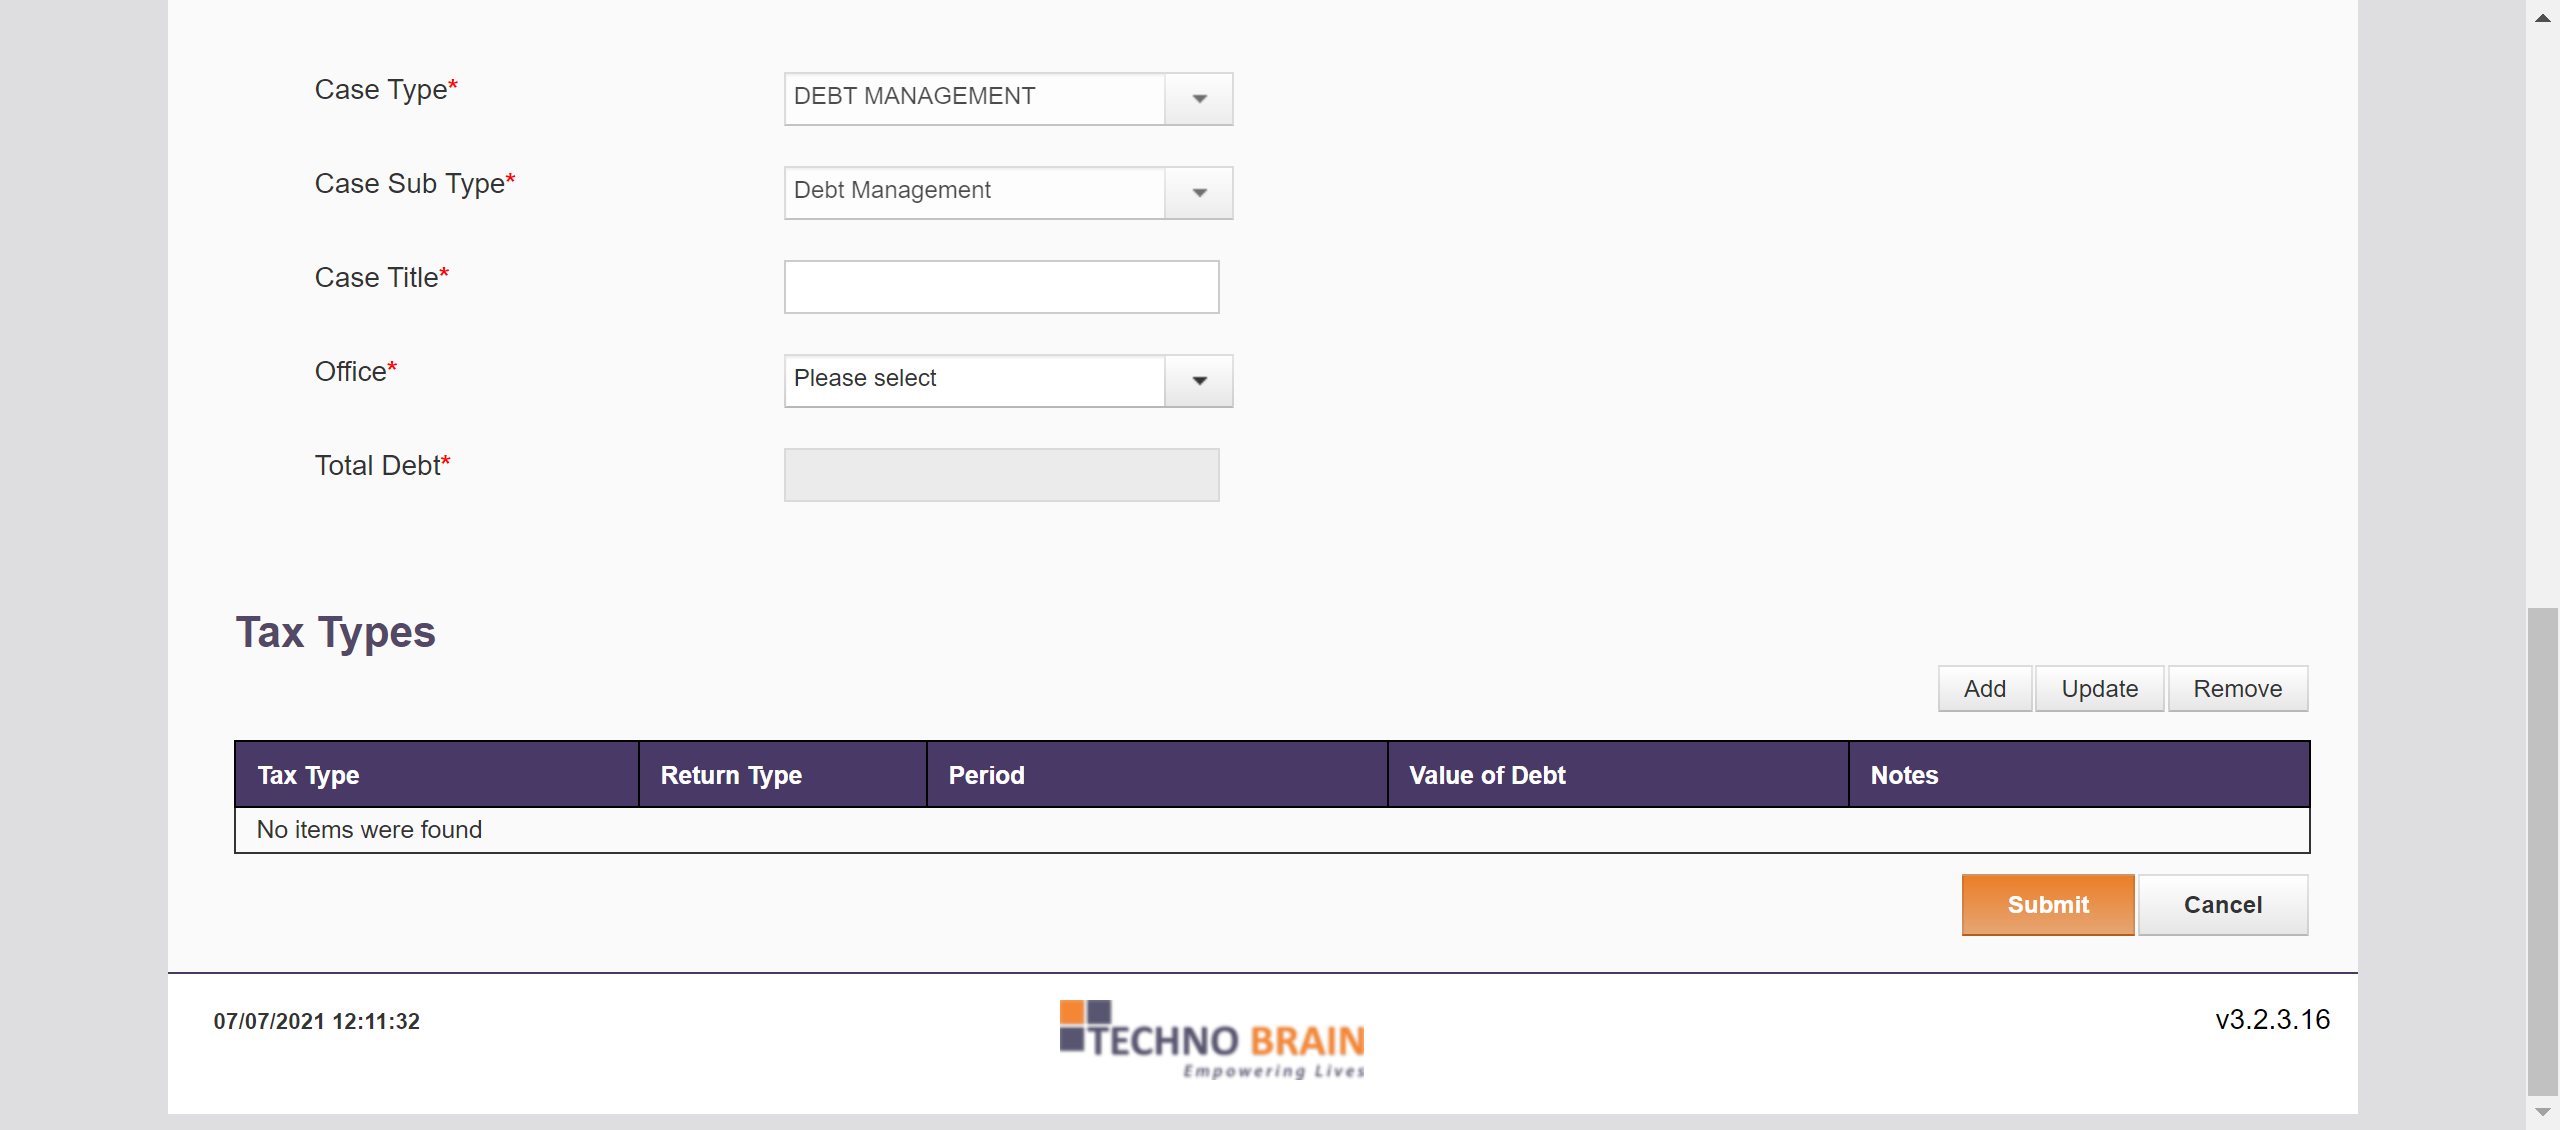 Case Type*
DEBT MANAGEMENT
Case Sub Type*
Debt Management
Case Title*
Office*
Please select
Total Debt*
Tax Types
Add Update Remove
Tax Type Return Type Period Value of Debt Notes
No items were found
Submit Cancel
07/07/2021 12:11:32
TECHNO BRAIN
Empowering Lives
v3.2.3.16